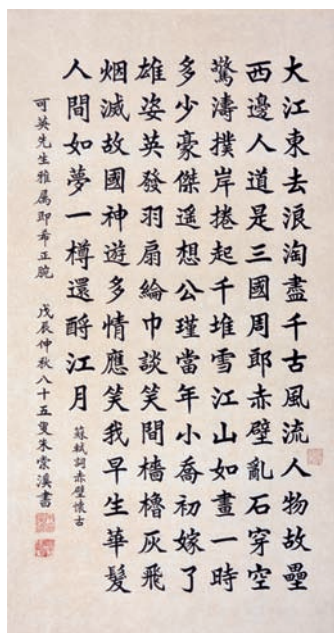 大江東去浪淘盡千古風流人物故壘
西邊人道是三國周郎赤壁亂石穿空
驚濤撲岸捲起千堆雪江山如畫一時
多少豪傑遙想公瑾當年小喬初嫁了
雄姿英發羽扇綸巾談笑間檣櫓灰飛
烟滅故國神遊多情應笑我早生華髮
人間如夢一樽還酹江月
蘇軾詞赤壁懷古
可英先生雅属即希正腕 戊辰仲秋八十五叟朱崇書